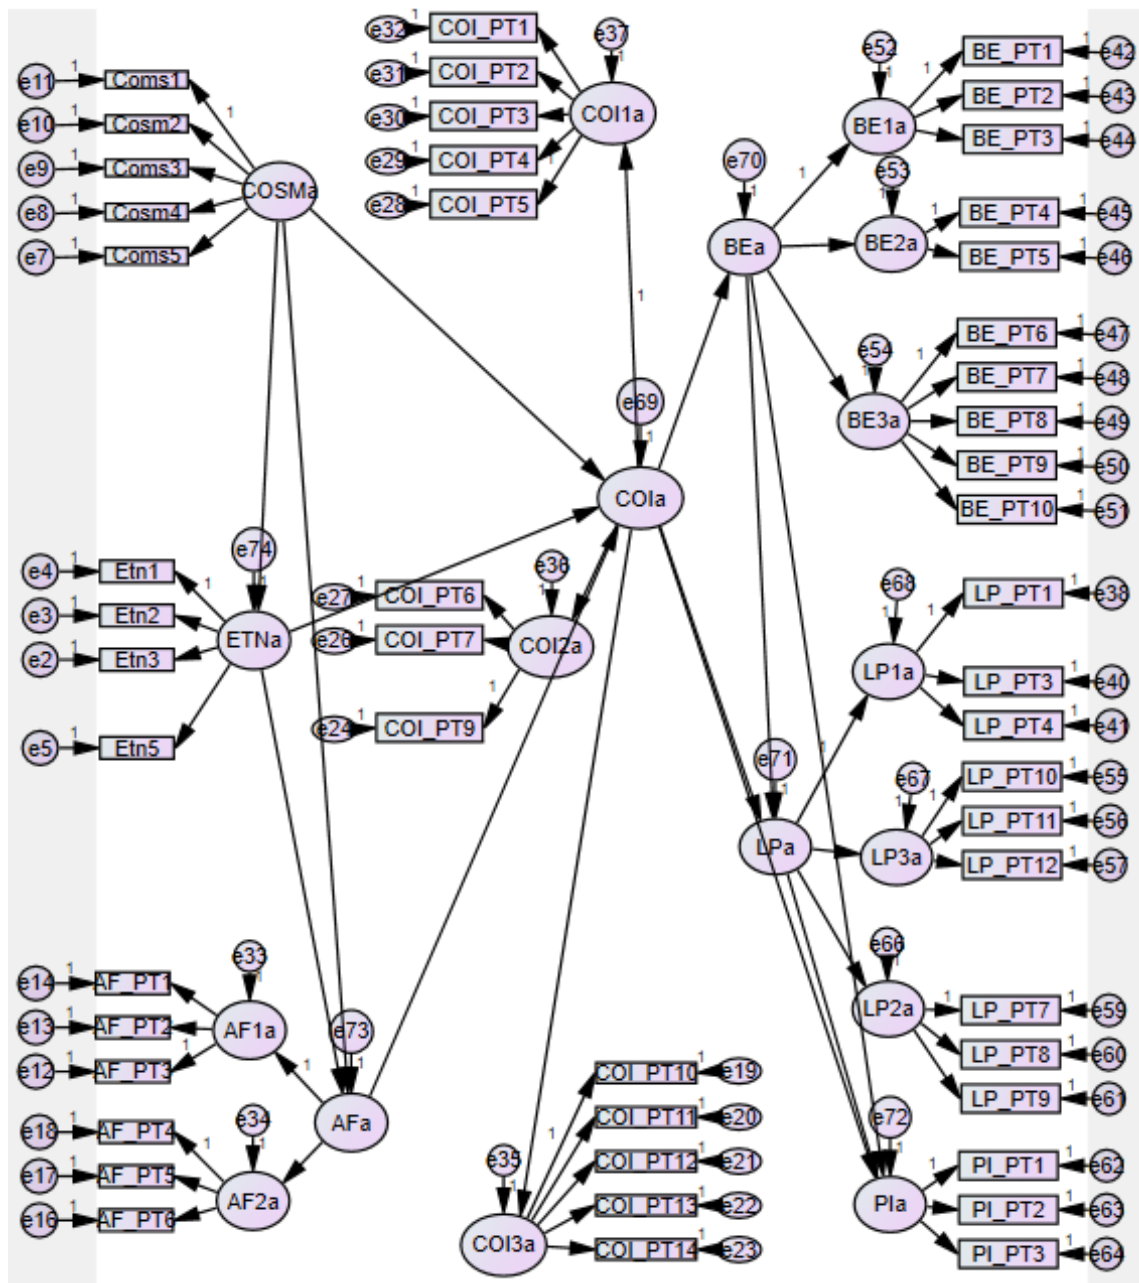 e32 COI_PT1 e37 e52 BE_PT1 e42
e11 Coms1 e31 COI_PT2 BE_PT2 e43
e10 Cosm2 e30 COI_PT3 COI1a BE1a BE_PT3 e44
e9 Coms3 e29 COI_PT4 e70 e53
COSMa
e8 Cosm4 e28 COI_PT5 BE_PT4 e45
e7 Coms5 BEa BE2a BE_PT5 e46
BE_PT6 e47
e54 BE_PT7 e48
e69 BE3a BE_PT8 e49
BE_PT9 e50
COIa BE_PT10 e51
e4 Etn1 e74 e27 COI_PT6 e36 e68 LP_PT1 e38
e3 Etn2
ETNa e26 COI_PT7 COI2a
e2 Etn3 LP1a LP_PT3 e40
e24 COI_PT9 LP_PT4 e41
e5 Etn5 e71 e67 LP_PT10 e55
LP_PT11 e56
LPa LP3a LP_PT12 e57
e33 e66
e14 AF_PT1 LP2a LP_PT7 e59
e13 AF_PT2 AF1a e73 LP_PT8 e60
e12 AF_PT3 COI_PT10 e19 LP_PT9 e61
e18 AF_PT4 e34 AFa COI_PT11 e20 e72
e17 AF_PT5 e35 COI_PT12 e21 PI_PT1 e62
AF2a PIa
e16 AF_PT6 COI_PT13 e22 PI_PT2 e63
COI3a COI_PT14 e23 PI_PT3 e64